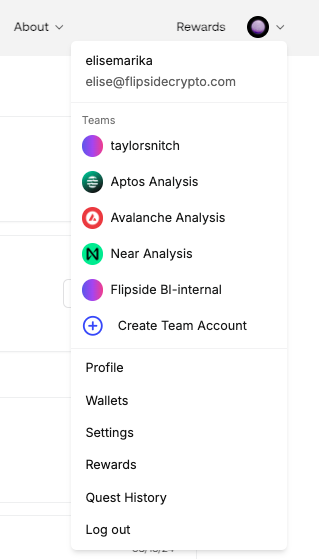 About
Rewards
elisemarika
elise@flipsidecrypto.com
Teams
taylorsnitch
Aptos Analysis
Avalanche Analysis
Near Analysis
Flipside BI-internal
Create Team Account
Profile
Wallets
Settings
Rewards
Quest History
Log out